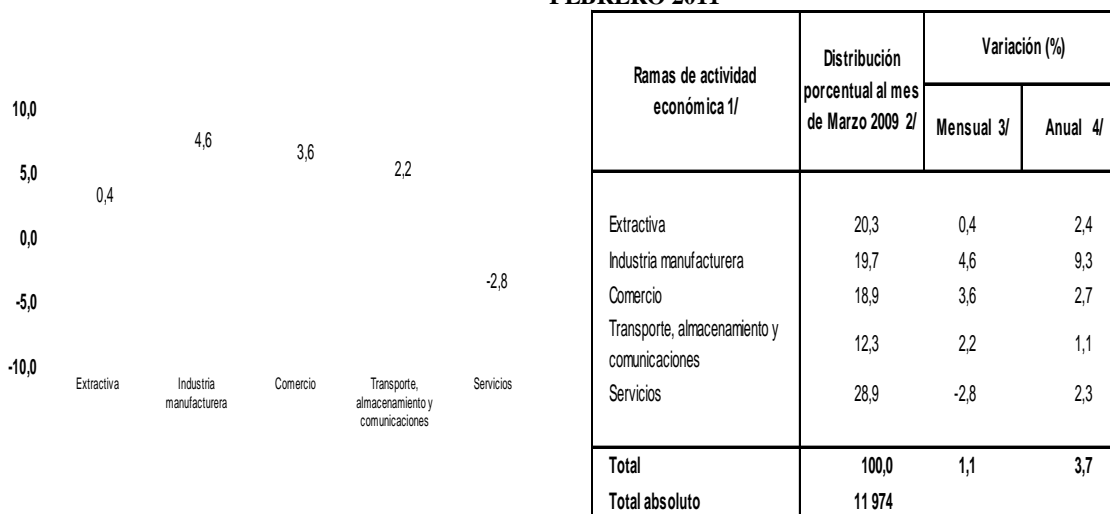 FEBRERO 2011
10,0
5,0
0,0
-5,0
-10,0
0,4
4,6
3,6
2,2
-2,8
Extractiva
Industria
manufacturera
Comercio
Transporte,
almacenamiento y
comunicaciones
Servicios
Ramas de actividad
económica 1/
Distribución
porcentual al mes
de Marzo 2009 2/
Variación (%)
Mensual 3/ Anual 4/
Extractiva 20,3 0,4 2,4
Industria manufacturera 19,7 4,6 9,3
Comercio 18,9 3,6 2,7
Transporte, almacenamiento y
comunicaciones 12,3 2,2 1,1
Servicios 28,9 -2,8 2,3
Total 100,0 1,1 3,7
Total absoluto 11 974